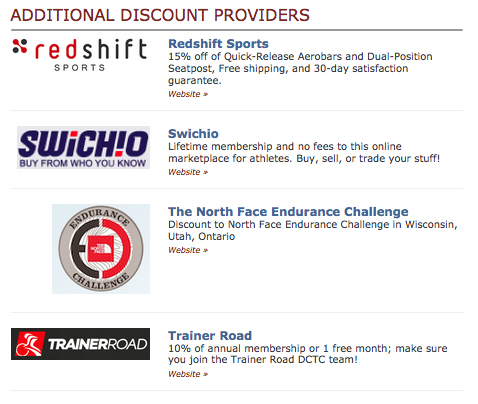 ADDITIONAL DISCOUNT PROVIDERS
redshift
SPORTS
Redshift Sports
15% off of Quick-Release Aerobars and Dual-Position
Seatpost, Free shipping, and 30-day satisfaction
guarantee.
Website »
SWiCH!O
BUY FROM WHO YOU KNOW
Swichio
Lifetime membership and no fees to this online
marketplace for athletes. Buy, sell, or trade your stuff!
Website »
ENDURANCE
THE NORTH FACE
CHALLENGE
The North Face Endurance Challenge
Discount to North Face Endurance Challenge in Wisconsin,
Utah, Ontario
Website »
TRAINERROAD
Trainer Road
10% of annual membership or 1 free month; make sure
you join the Trainer Road DCTC team!
Website »